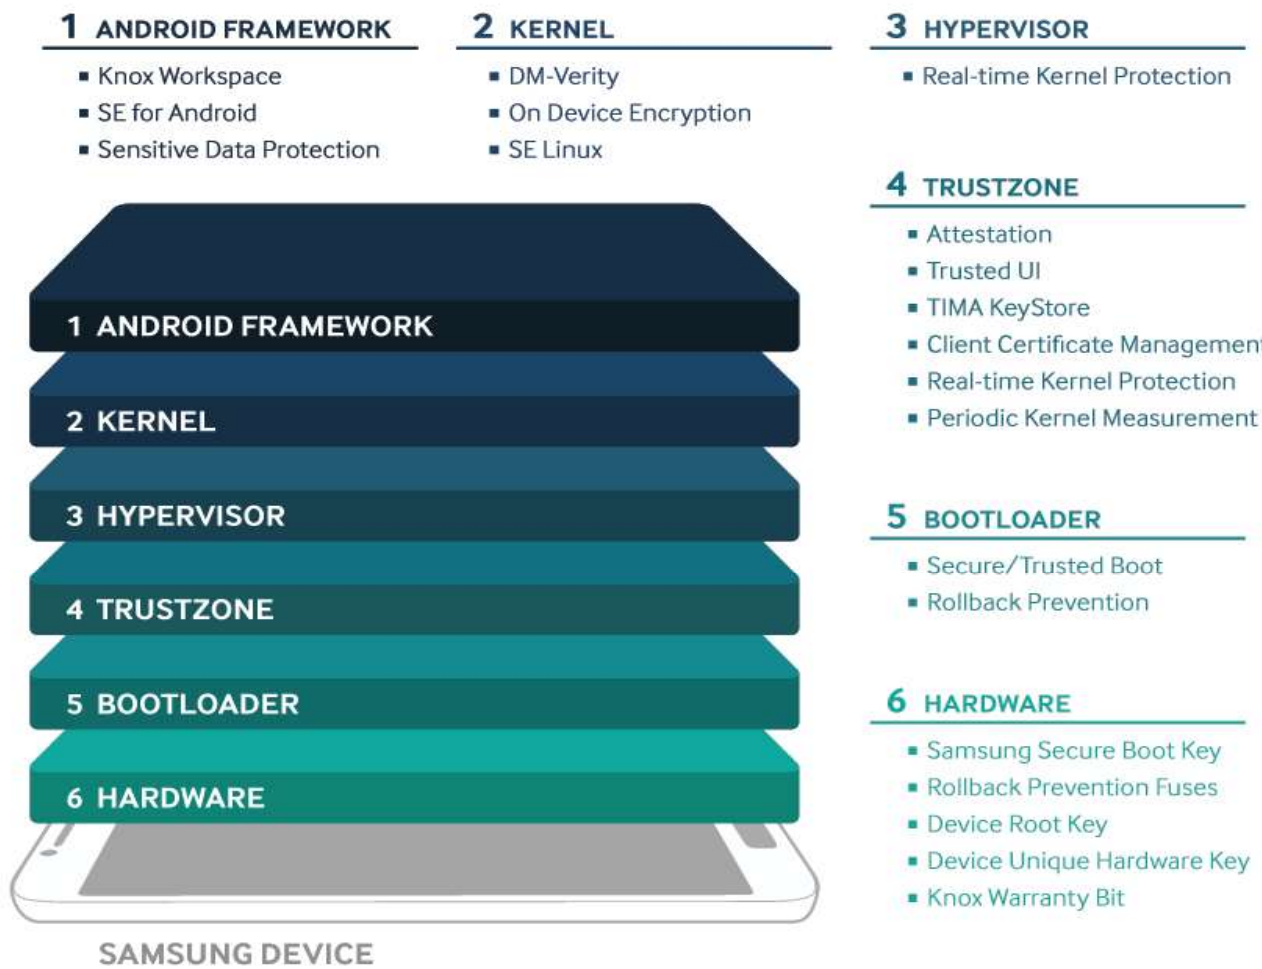 1 ANDROID FRAMEWORK
▪ Knox Workspace
▪ SE for Android
▪ Sensitive Data Protection
2 KERNEL
▪ DM-Verity
▪ On Device Encryption
▪ SE Linux
3 HYPERVISOR
▪ Real-time Kernel Protection
4 TRUSTZONE
▪ Attestation
▪ Trusted UI
▪ TIMA KeyStore
▪ Client Certificate Management
▪ Real-time Kernel Protection
▪ Periodic Kernel Measurement
5 BOOTLOADER
▪ Secure/Trusted Boot
▪ Rollback Prevention
6 HARDWARE
▪ Samsung Secure Boot Key
▪ Rollback Prevention Fuses
▪ Device Root Key
▪ Device Unique Hardware Key
▪ Knox Warranty Bit
1 ANDROID FRAMEWORK
2 KERNEL
3 HYPERVISOR
4 TRUSTZONE
5 BOOTLOADER
6 HARDWARE
SAMSUNG DEVICE